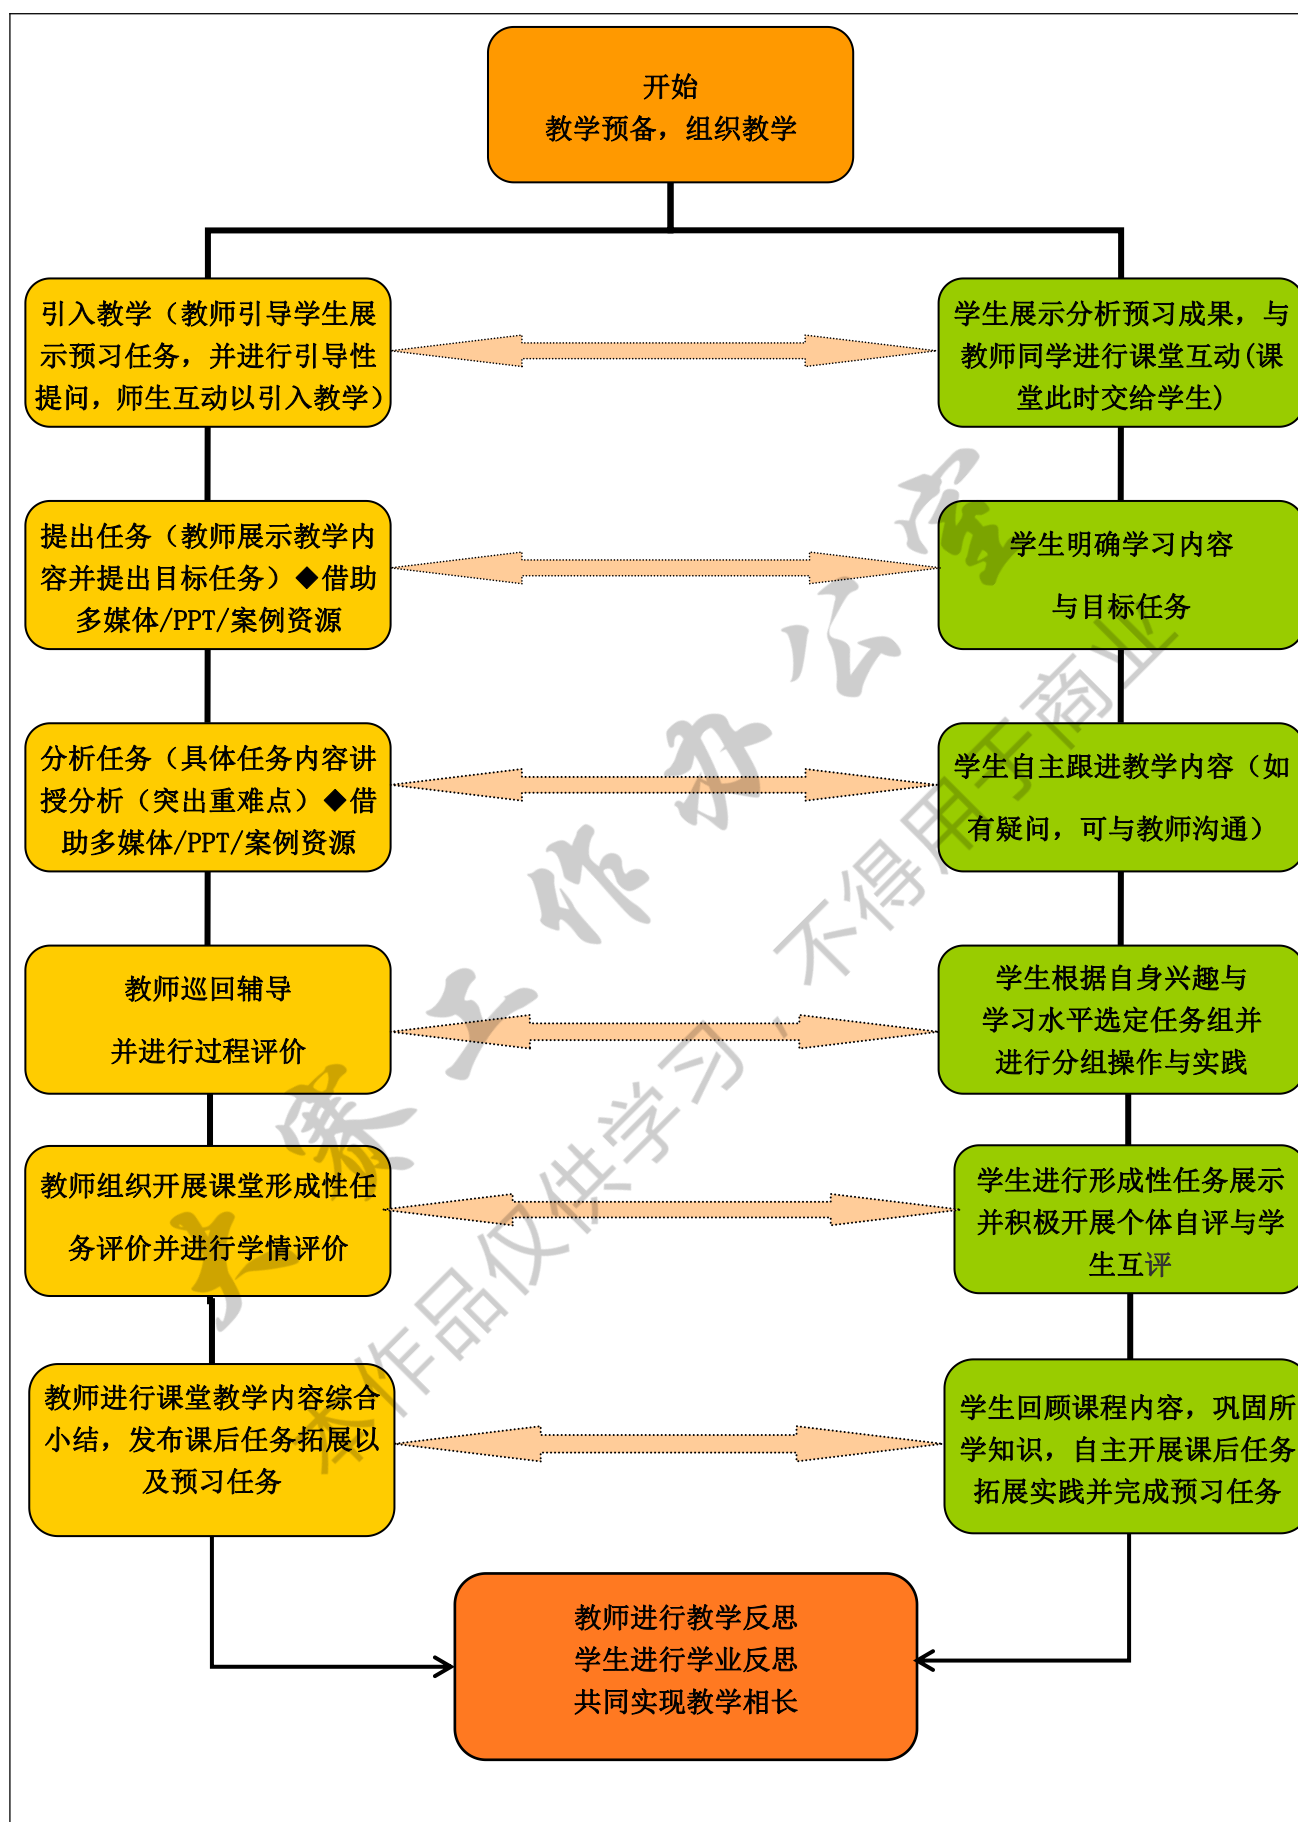 开始
教学预备，组织教学
引入教学（教师引导学生展
示预习任务，并进行引导性
提问，师生互动以引入教学）
学生展示分析预习成果，与
教师同学进行课堂互动(课
堂此时交给学生)
提出任务（教师展示教学内
容并提出目标任务）◆借助
多媒体/PPT/案例资源
学生明确学习内容
与目标任务
分析任务（具体任务内容讲
授分析（突出重难点）◆借
助多媒体/PPT/案例资源
学生自主跟进教学内容（如
有疑问，可与教师沟通）
教师巡回辅导
并进行过程评价
学生根据自身兴趣与
学习水平选定任务组并
进行分组操作与实践
教师组织开展课堂形成性任
务评价并进行学情评价
学生进行形成性任务展示
并积极开展个体自评与学
生互评
教师进行课堂教学内容综合
小结，发布课后任务拓展以
及预习任务
学生回顾课程内容，巩固所
学知识，自主开展课后任务
拓展实践并完成预习任务
教师进行教学反思
学生进行学业反思
共同实现教学相长
大赛工作办公室
本作品仅供学习，不得用于商业